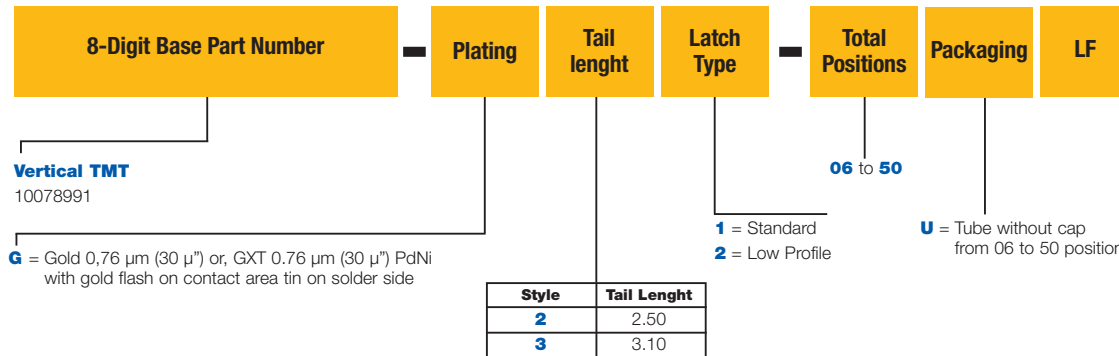 8-Digit Base Part Number
Plating
Tail
lenght
Latch
Type
Total
Positions
Packaging
LF
Vertical TMT
10078991
06 to 50
1 = Standard
2 = Low Profile
U = Tube without cap
from 06 to 50 position
G = Gold 0,76 µm (30 µ”) or, GXT 0.76 µm (30 µ”) PdNi
with gold flash on contact area tin on solder side
Style Tail Lenght
2 2.50
3 3.10